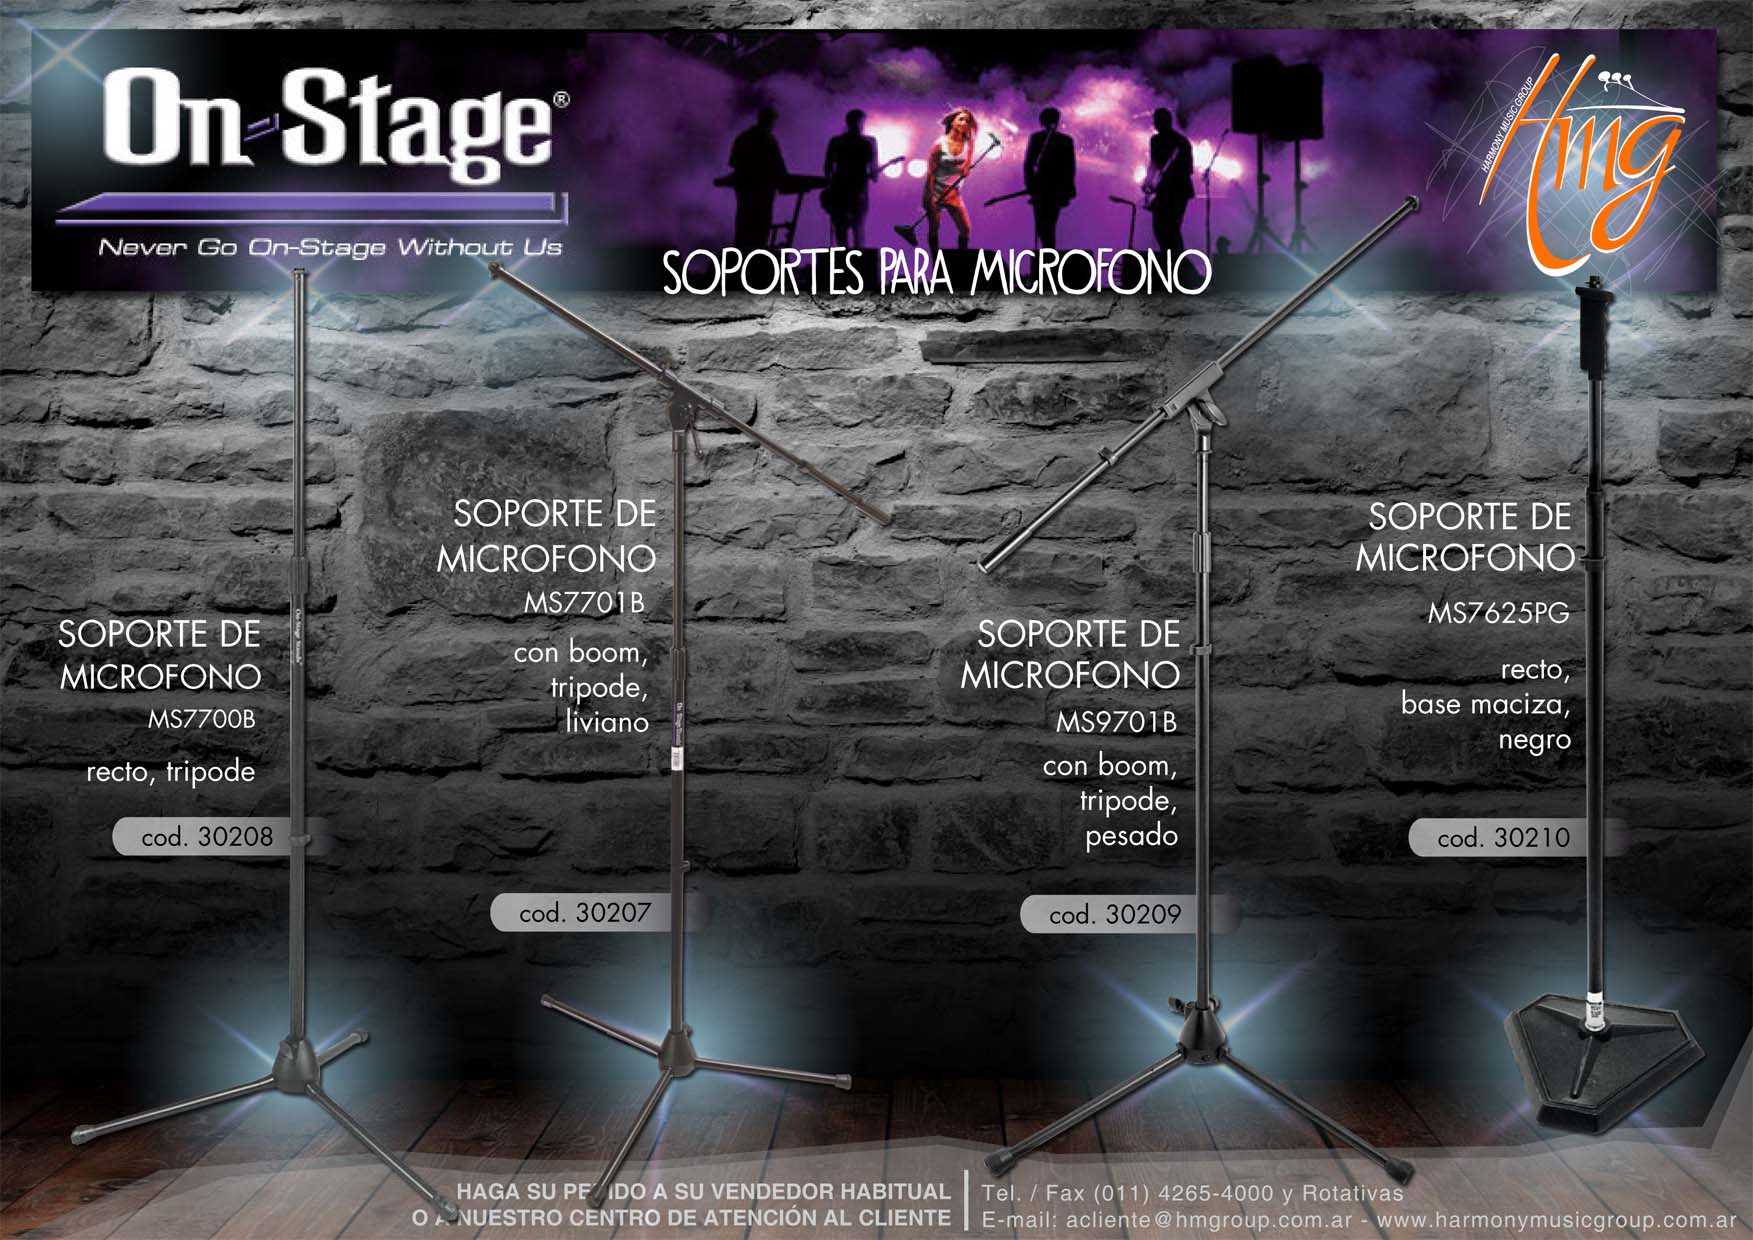 On-Stage®
Never Go On-Stage Without Us
HARMONY MUSIC GROUP
Hmg
SOPORTES PARA MICROFONO
SOPORTE DE
MICROFONO
MS7700B
recto, tripode
cod. 30208
SOPORTE DE
MICROFONO
MS7701B
con boom,
tripode,
liviano
cod. 30207
SOPORTE DE
MICROFONO
MS9701B
con boom,
tripode,
pesado
cod. 30209
SOPORTE DE
MICROFONO
MS7625PG
recto,
base maciza,
negro
cod. 30210
HAGA SU PEDIDO A SU VENDEDOR HABITUAL
O A NUESTRO CENTRO DE ATENCIÓN AL CLIENTE
Tel. / Fax (011) 4265-4000 y Rotativas
E-mail: acliente@hmgroup.com.ar - www.harmonymusicgroup.com.ar